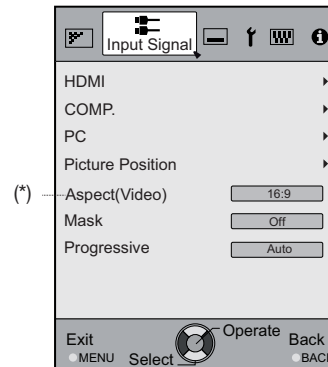 Input Signal
HDMI
COMP.
PC
Picture Position
(*) Aspect(Video) 16:9
Mask Off
Progressive Auto
Exit Operate Back
MENU Select BACK